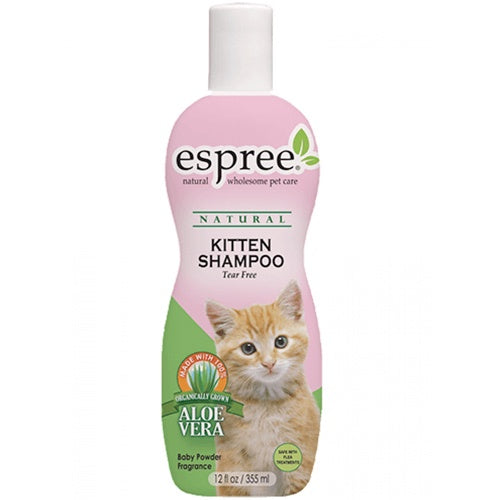 espree®
natural wholesome pet care
NATURAL
KITTEN
SHAMPOO
Tear Free
MADE WITH 100%
ORGANICALLY GROWN
ALOE
VERA
Baby Powder
Fragrance
SAFE WITH
FLEA
TREATMENTS
12 fl oz / 355 ml